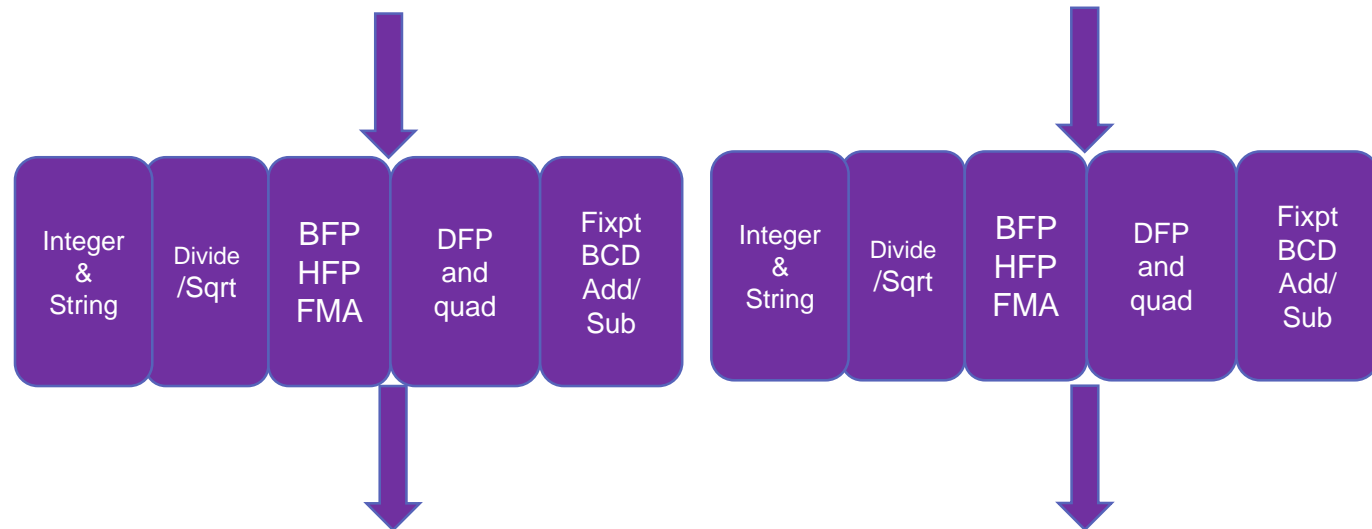 Integer
&
String
Divide
/Sqrt
BFP
HFP
FMA
DFP
and
quad
Fixpt
BCD
Add/
Sub
Integer
&
String
Divide
/Sqrt
BFP
HFP
FMA
DFP
and
quad
Fixpt
BCD
Add/
Sub